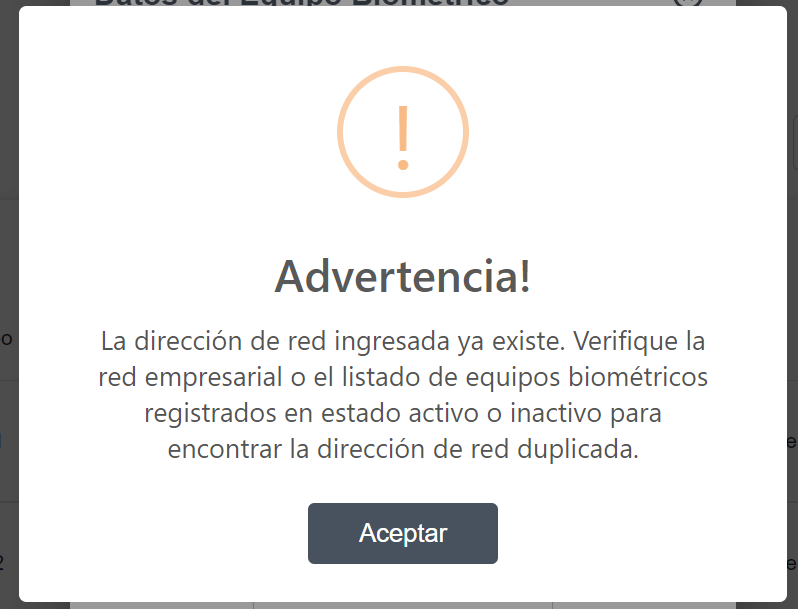 Datos del Equipo Biométrico
!
Advertencia!
La dirección de red ingresada ya existe. Verifique la
red empresarial o el listado de equipos biométricos
registrados en estado activo o inactivo para
encontrar la dirección de red duplicada.
Aceptar